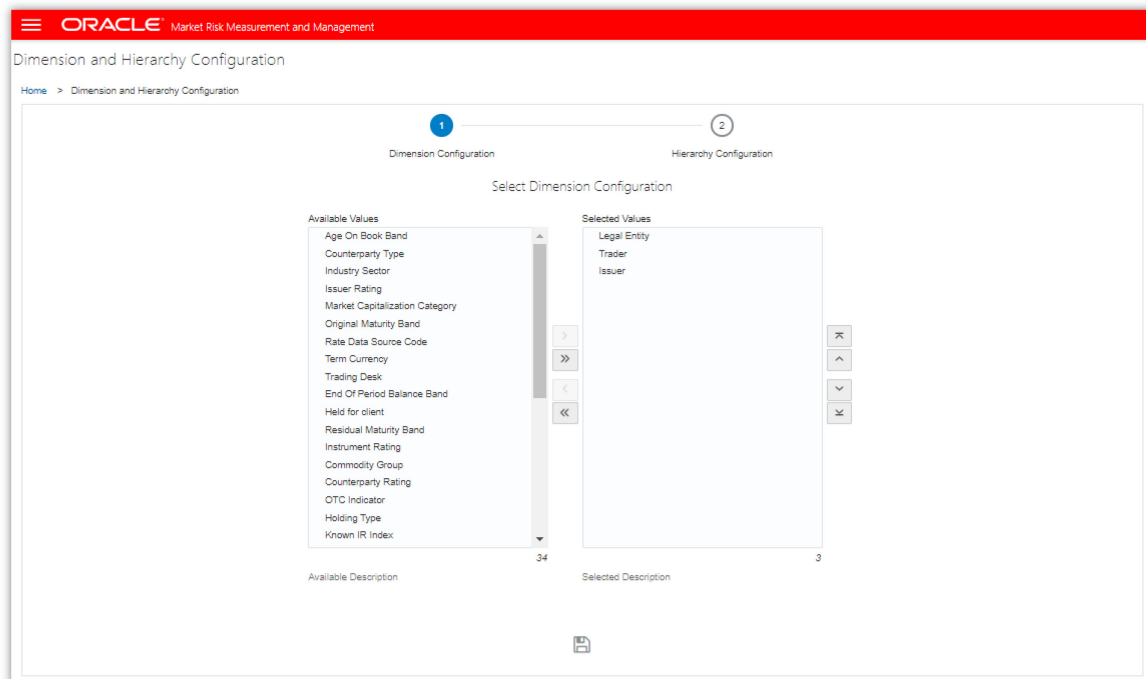 ORACLE® Market Risk Measurement and Management
Dimension and Hierarchy Configuration
Home > Dimension and Hierarchy Configuration
1 2
Dimension Configuration Hierarchy Configuration
Select Dimension Configuration
Available Values Selected Values
Age On Book Band Legal Entity
Counterparty Type Trader
Industry Sector Issuer
Issuer Rating
Market Capitalization Category
Original Maturity Band
Rate Data Source Code
Term Currency
Trading Desk
End Of Period Balance Band
Held for client
Residual Maturity Band
Instrument Rating
Commodity Group
Counterparty Rating
OTC Indicator
Holding Type
Known IR Index
34 3
Available Description Selected Description